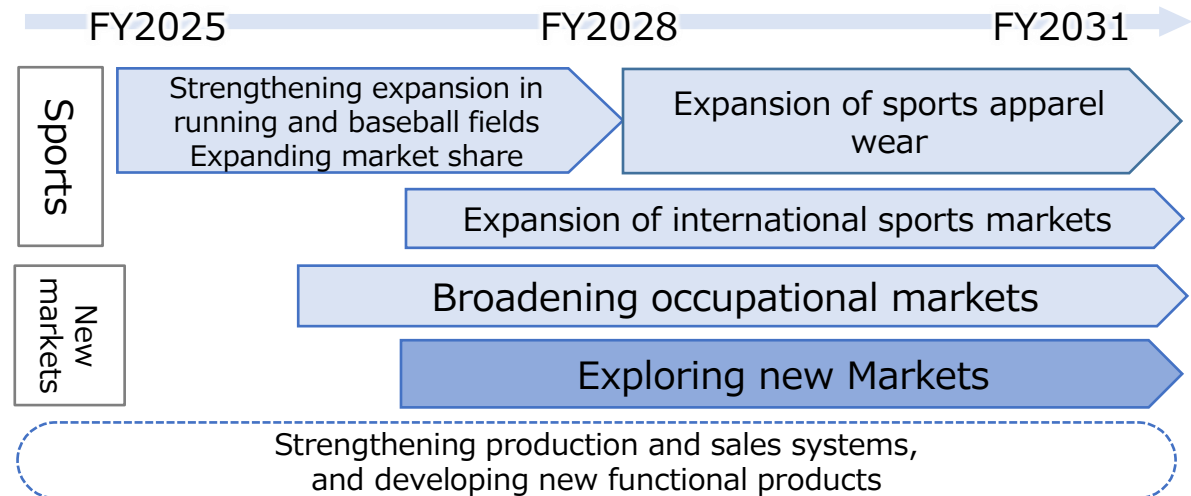 FY2025 FY2028 FY2031
Sports
Strengthening expansion in
running and baseball fields
Expanding market share
Expansion of sports apparel
wear
Expansion of international sports markets
New
markets
Broadening occupational markets
Exploring new Markets
Strengthening production and sales systems,
and developing new functional products